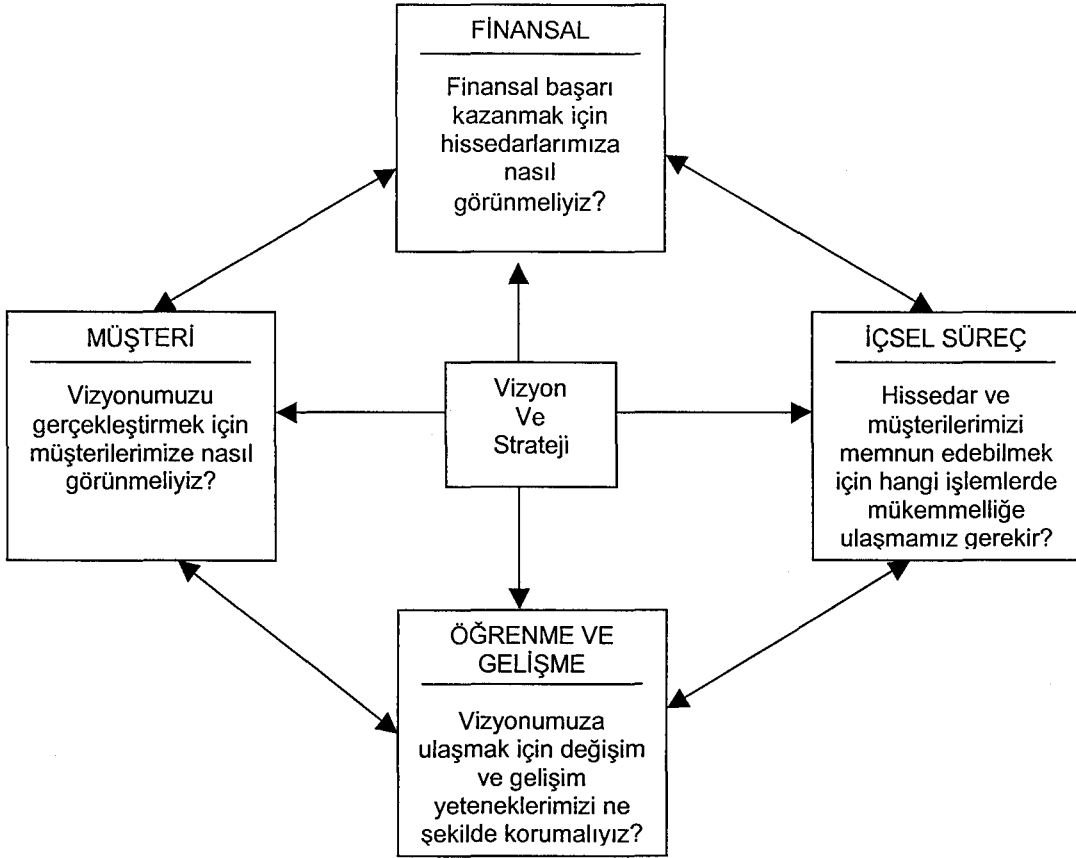 FİNANSAL
Finansal başarı
kazanmak için
hissedarlarımıza
nasıl
görünmeliyiz?
MÜŞTERİ
Vizyonumuzu
gerçekleştirmek için
müşterilerimize nasıl
görünmeliyiz?
Vizyon
Ve
Strateji
İÇSEL SÜREÇ
Hissedar ve
müşterilerimizi
memnun edebilmek
için hangi işlemlerde
mükemmelliğe
ulaşmamız gerekir?
ÖĞRENME VE
GELİŞME
Vizyonumuza
ulaşmak için değişim
ve gelişim
yeteneklerimizi ne
şekilde korumalıyız?